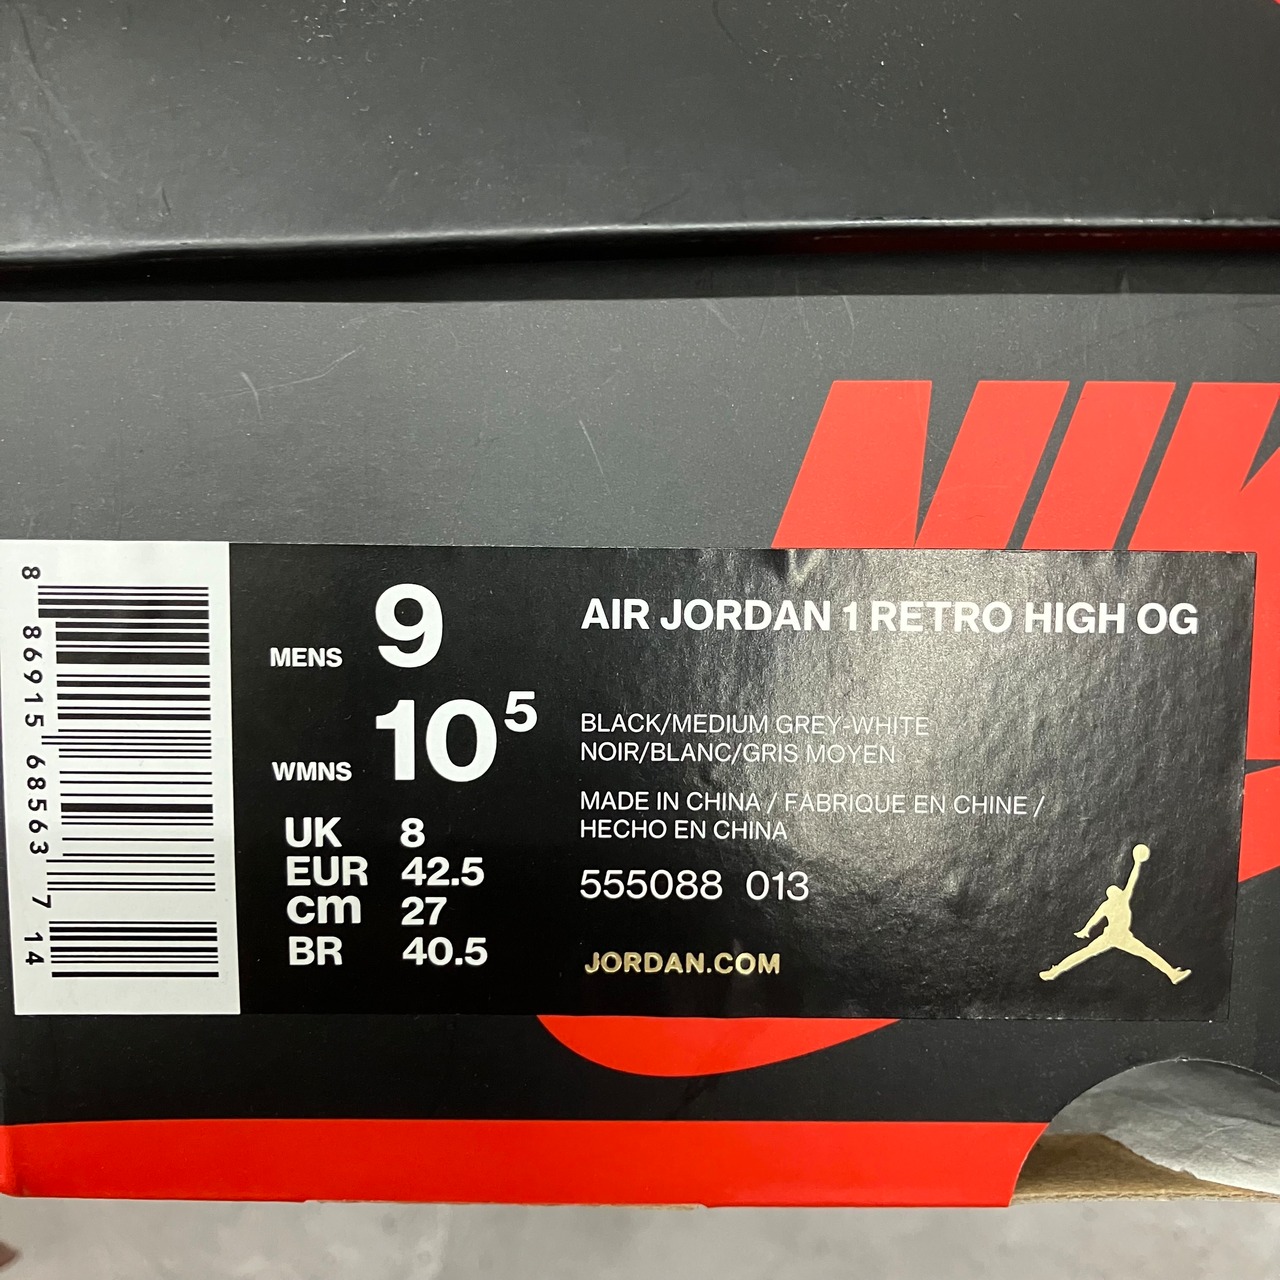 NIK
8 86915 68563 7 14
MENS 9
WMNS 10⁵
UK 8
EUR 42.5
cm 27
BR 40.5
AIR JORDAN 1 RETRO HIGH OG
BLACK/MEDIUM GREY-WHITE
NOIR/BLANC/GRIS MOYEN
MADE IN CHINA / FABRIQUE EN CHINE /
HECHO EN CHINA
555088 013
JORDAN.COM